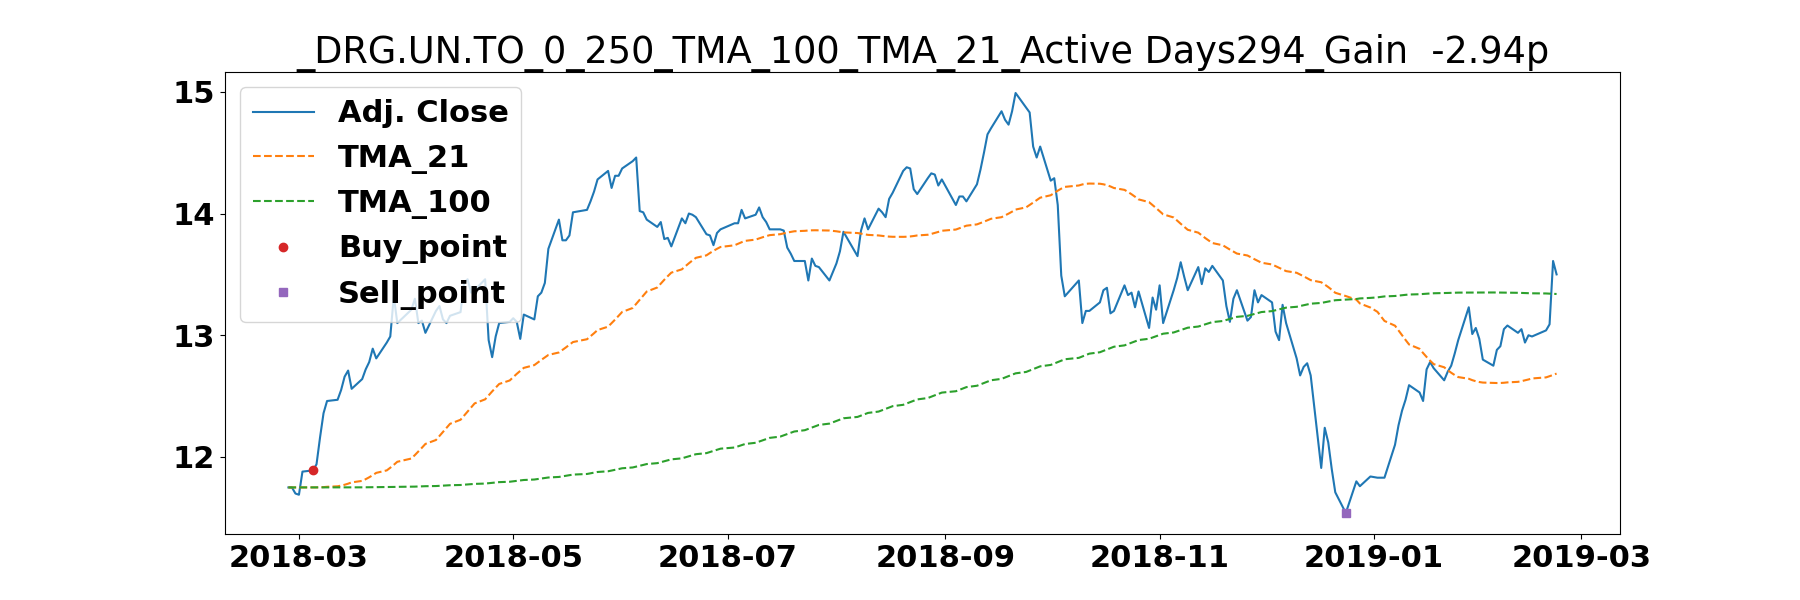 _DRG.UN.TO_0_250_TMA_100_TMA_21_Active Days294_Gain  -2.94p
15
14
13
12
Adj. Close
TMA_21
TMA_100
Buy_point
Sell_point
2018-03 2018-05 2018-07 2018-09 2018-11 2019-01 2019-03